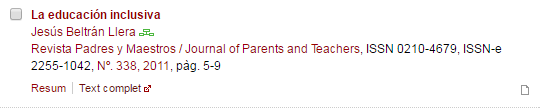 La educación inclusiva
Jesús Beltrán Llera
Revista Padres y Maestros / Journal of Parents and Teachers, ISSN 0210-4679, ISSN-e
2255-1042, Nº. 338, 2011, pág. 5-9
Resum | Text complet